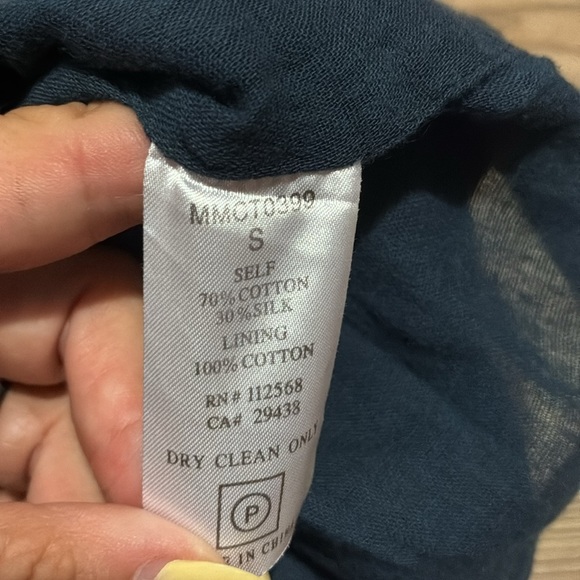 MMCT0399
S
SELF
70% COTTON
30% SILK
LINING
100% COTTON
RN# 112568
CA# 29438
DRY CLEAN ONLY
P
IN CHINA